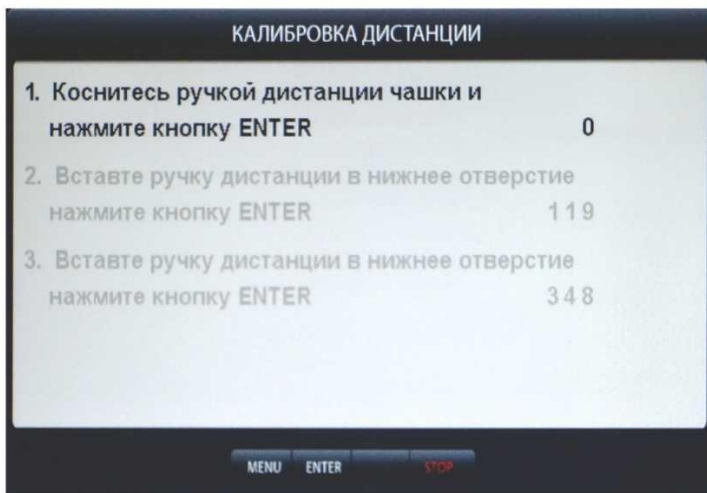 КАЛИБРОВКА ДИСТАНЦИИ
1. Коснитесь ручкой дистанции чашки и
нажмите кнопку ENTER 0
2. Вставте ручку дистанции в нижнее отверстие
нажмите кнопку ENTER 119
3. Вставте ручку дистанции в нижнее отверстие
нажмите кнопку ENTER 348
MENU ENTER STOP